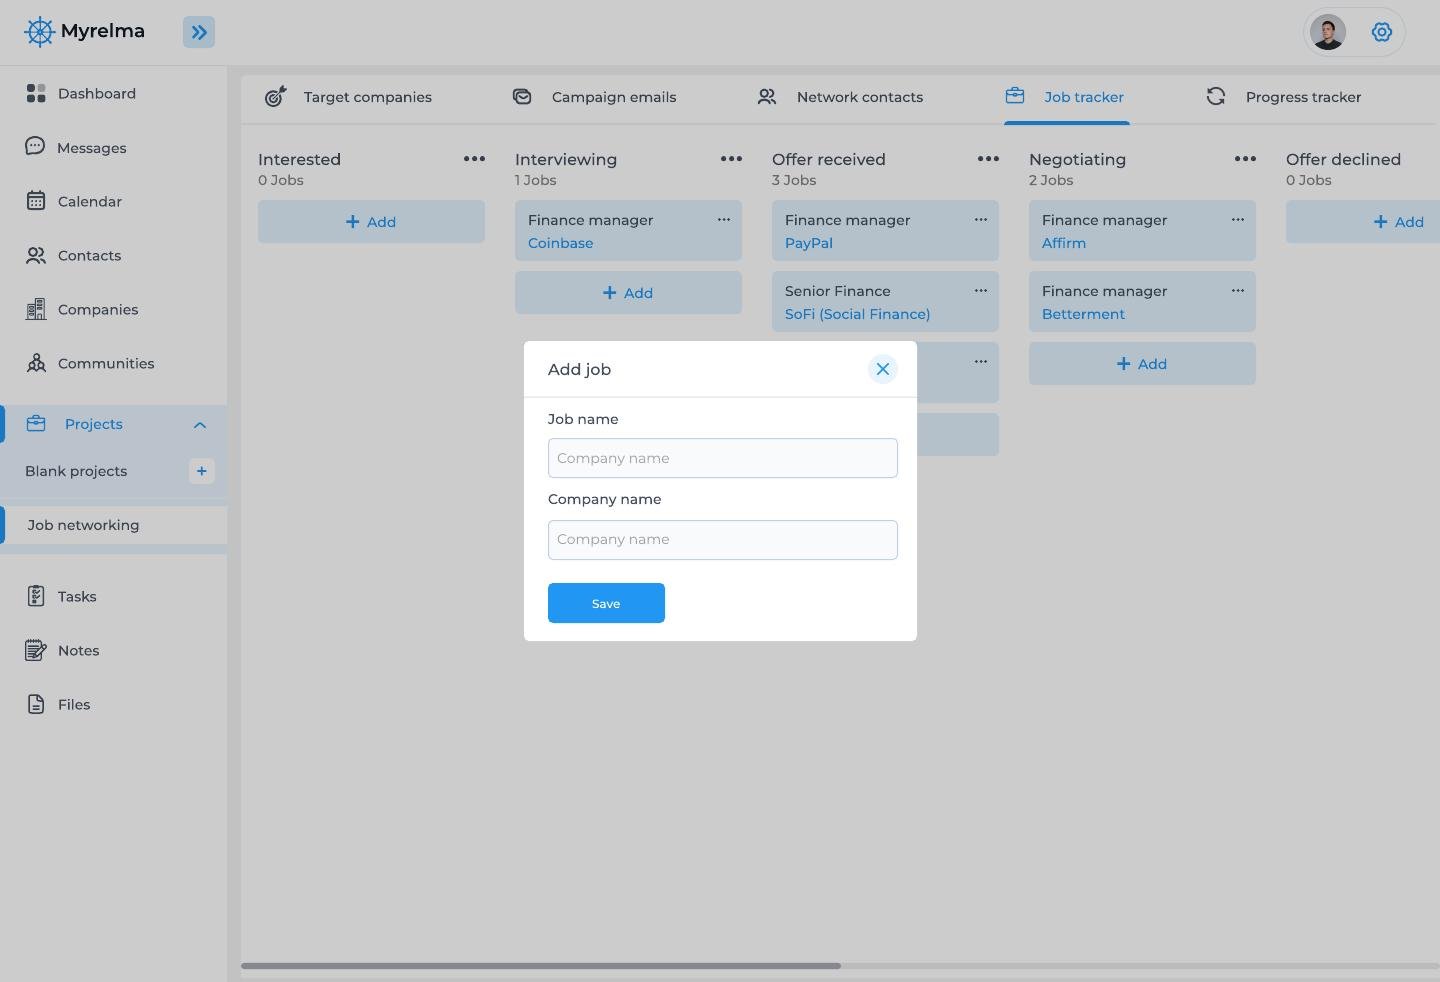 Myrelma
Dashboard
Messages
Calendar
Contacts
Companies
Communities
Projects
Blank projects
Job networking
Tasks
Notes
Files
Target companies
Campaign emails
Network contacts
Job tracker
Progress tracker
Interested
0 Jobs
Add
Interviewing
1 Jobs
Finance manager
Coinbase
Add
Offer received
3 Jobs
Finance manager
PayPal
Senior Finance
SoFi (Social Finance)
Negotiating
2 Jobs
Finance manager
Affirm
Finance manager
Betterment
Add
Offer declined
0 Jobs
Add
Add job
Job name
Company name
Company name
Company name
Save